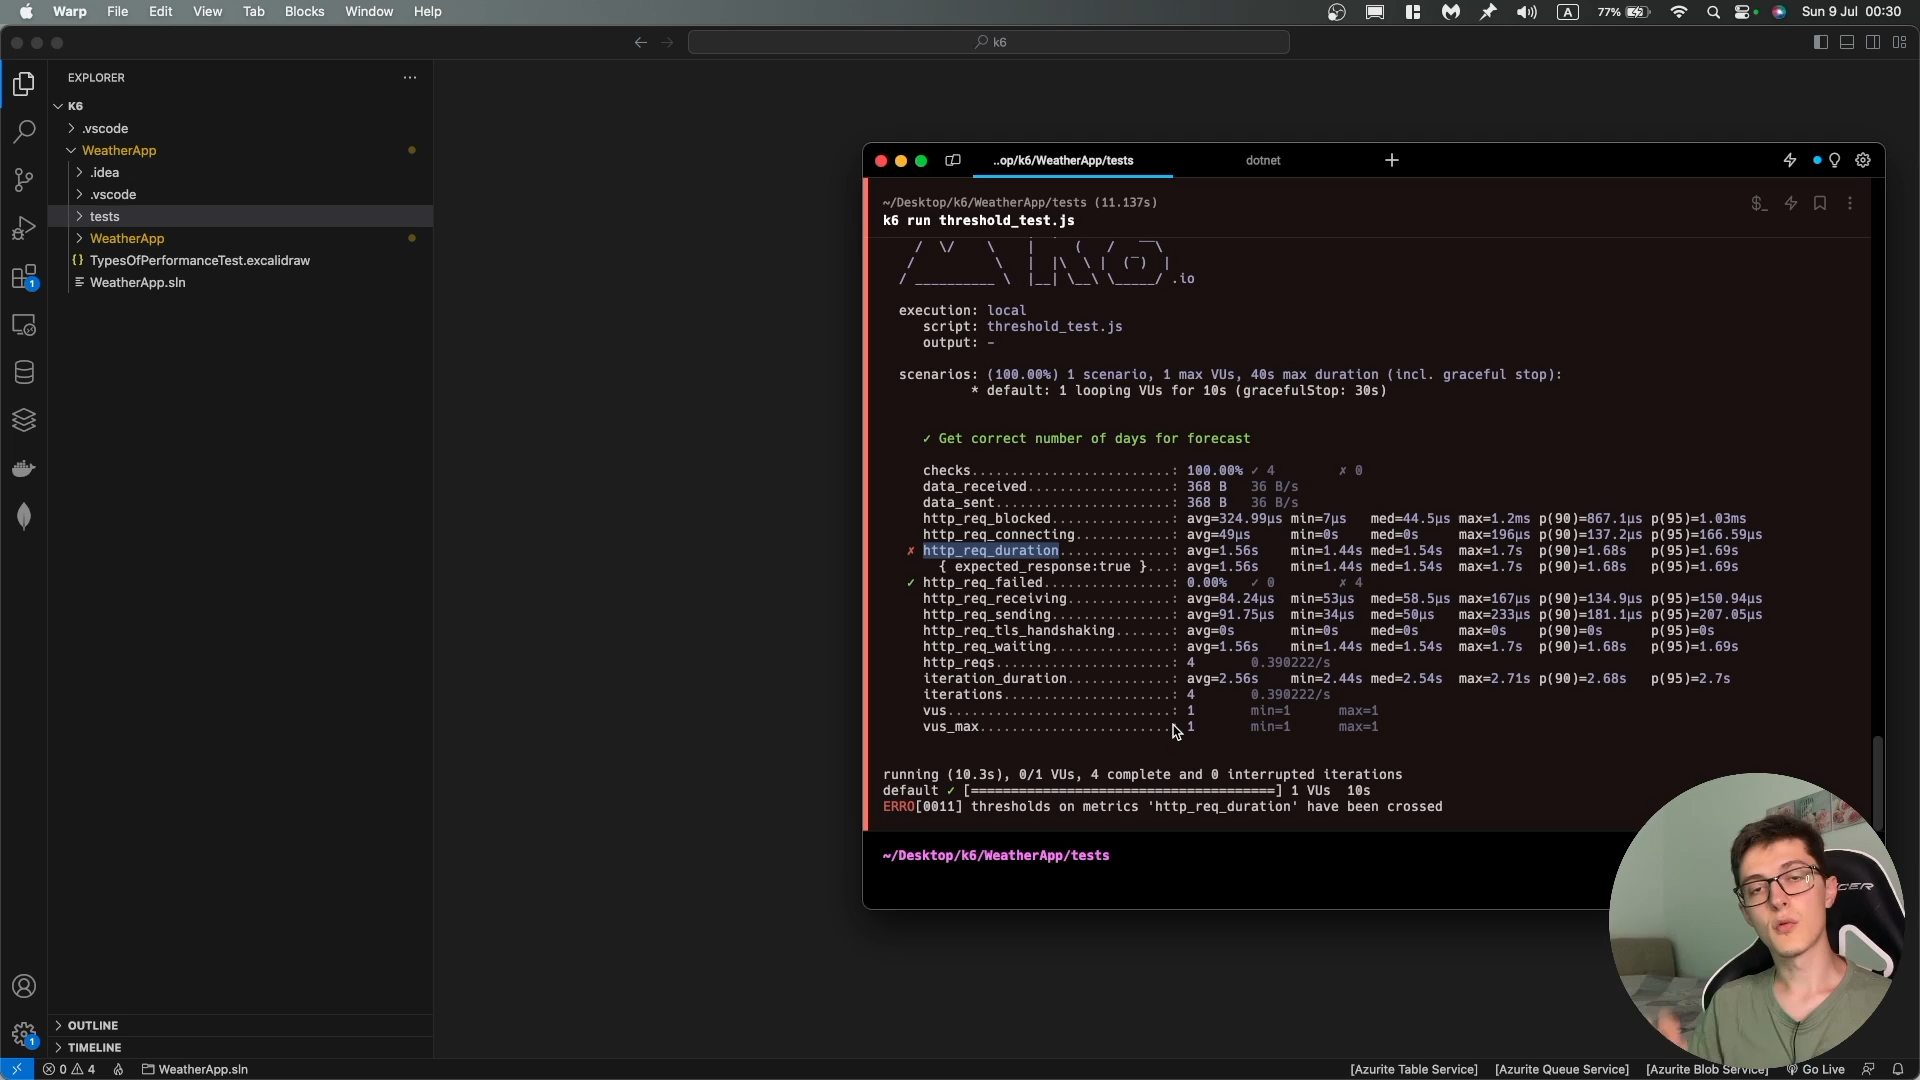 Warp File Edit View Tab Blocks Window Help
A 77% Sun 9 Jul 00:30
k6
EXPLORER
K6
.vscode
WeatherApp
.idea
.vscode
tests
WeatherApp
{} TypesOfPerformanceTest.excalidraw
WeatherApp.sln
1
1
OUTLINE
TIMELINE
..op/k6/WeatherApp/tests dotnet
~/Desktop/k6/WeatherApp/tests (11.137s)
k6 run threshold_test.js
/ \/ \ | ( / ‾‾\
/ \ | |\ \ | (‾) |
/ __________ \ |__| \__\ \_____/ .io
execution: local
script: threshold_test.js
output: -
scenarios: (100.00%) 1 scenario, 1 max VUs, 40s max duration (incl. graceful stop):
* default: 1 looping VUs for 10s (gracefulStop: 30s)
✓ Get correct number of days for forecast
checks.........................: 100.00% ✓ 4 ✗ 0
data_received..................: 368 B 36 B/s
data_sent......................: 368 B 36 B/s
http_req_blocked...............: avg=324.99µs min=7µs med=44.5µs max=1.2ms p(90)=867.1µs p(95)=1.03ms
http_req_connecting............: avg=49µs min=0s med=0s max=196µs p(90)=137.2µs p(95)=166.59µs
✗ http_req_duration..............: avg=1.56s min=1.44s med=1.54s max=1.7s p(90)=1.68s p(95)=1.69s
{ expected_response:true }...: avg=1.56s min=1.44s med=1.54s max=1.7s p(90)=1.68s p(95)=1.69s
✓ http_req_failed................: 0.00% ✓ 0 ✗ 4
http_req_receiving.............: avg=84.24µs min=53µs med=58.5µs max=167µs p(90)=134.9µs p(95)=150.94µs
http_req_sending...............: avg=91.75µs min=34µs med=50µs max=233µs p(90)=181.1µs p(95)=207.05µs
http_req_tls_handshaking.......: avg=0s min=0s med=0s max=0s p(90)=0s p(95)=0s
http_req_waiting...............: avg=1.56s min=1.44s med=1.54s max=1.7s p(90)=1.68s p(95)=1.69s
http_reqs......................: 4 0.390222/s
iteration_duration.............: avg=2.56s min=2.44s med=2.54s max=2.71s p(90)=2.68s p(95)=2.7s
iterations.....................: 4 0.390222/s
vus............................: 1 min=1 max=1
vus_max........................: 1 min=1 max=1
running (10.3s), 0/1 VUs, 4 complete and 0 interrupted iterations
default ✓ [======================================] 1 VUs 10s
ERRO[0011] thresholds on metrics 'http_req_duration' have been crossed
~/Desktop/k6/WeatherApp/tests
0 4 WeatherApp.sln
[Azurite Table Service] [Azurite Queue Service] [Azurite Blob Service] Go Live